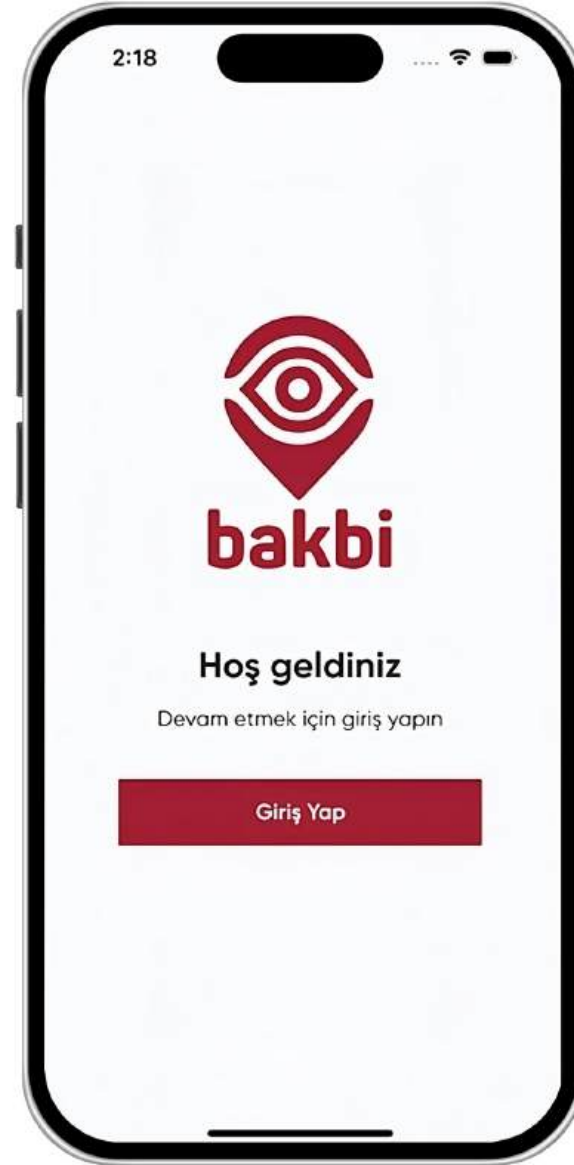 2:18
bakbi
Hoş geldiniz
Devam etmek için giriş yapın
Giriş Yap